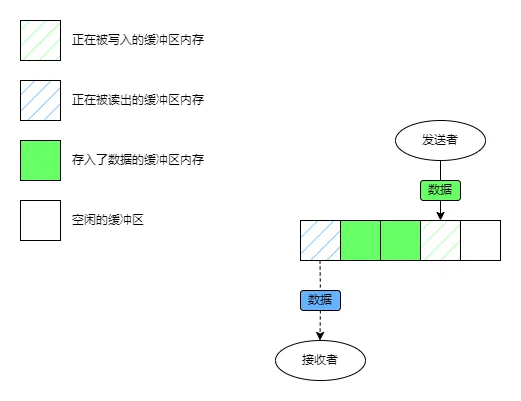 正在被写入的缓冲区内存
正在被读出的缓冲区内存
存入了数据的缓冲区内存
空闲的缓冲区
发送者
数据
数据
接收者